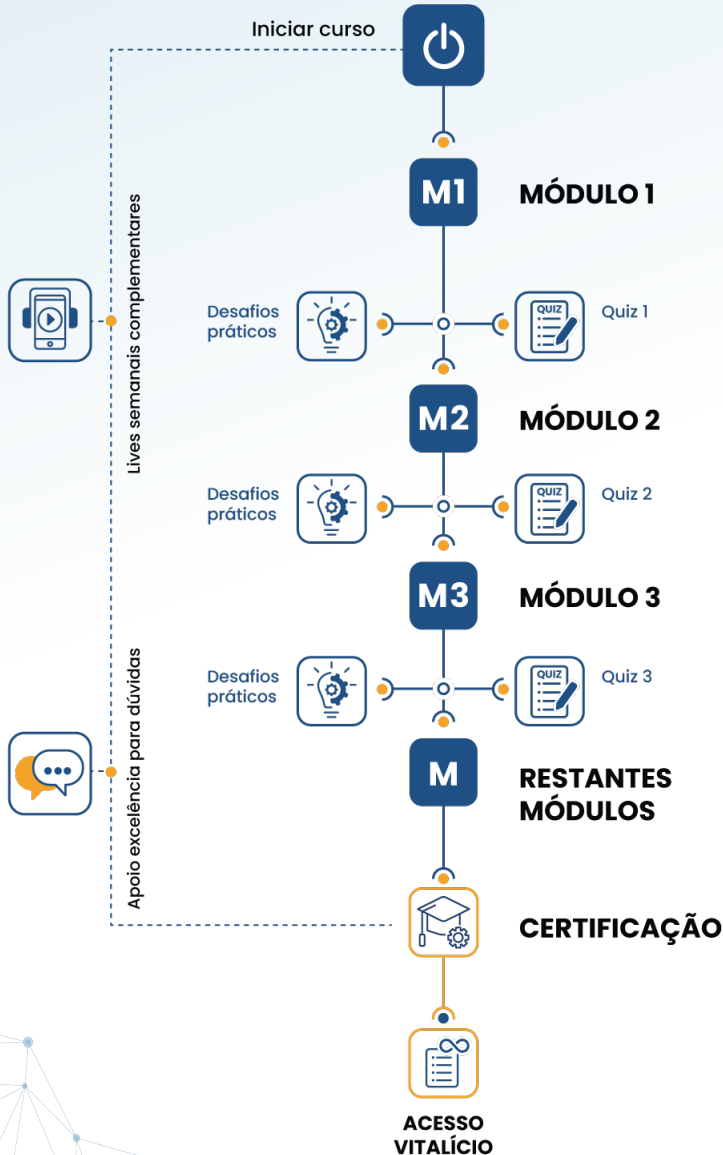 Iniciar curso
M1
MÓDULO 1
Lives semanais complementares
Desafios
práticos
QUIZ
Quiz 1
M2
MÓDULO 2
Desafios
práticos
QUIZ
Quiz 2
M3
MÓDULO 3
Apoio excelência para dúvidas
Desafios
práticos
QUIZ
Quiz 3
M
RESTANTES
MÓDULOS
CERTIFICAÇÃO
ACESSO
VITALÍCIO